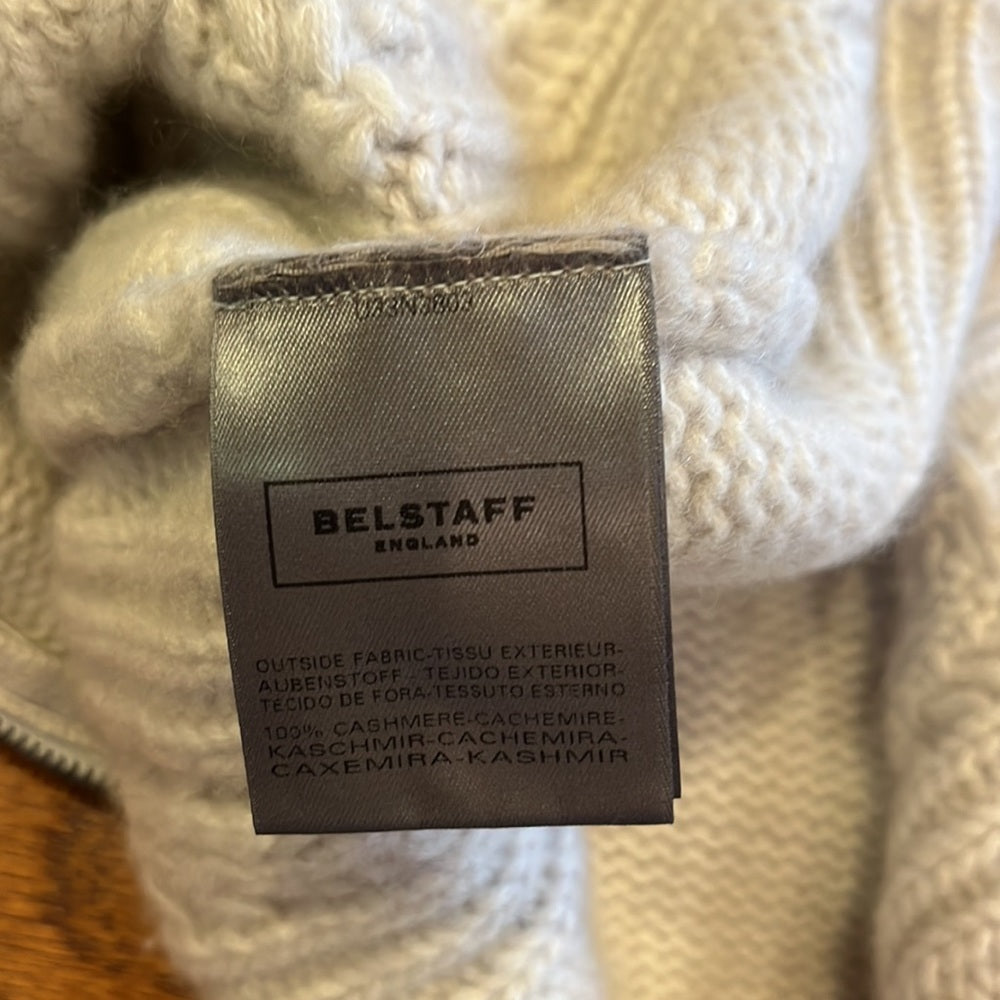 BELSTAFF
ENGLAND
OUTSIDE FABRIC-TISSU EXTERIEUR-
AUBENSTOFF - TEJIDO EXTERIOR-
TECIDO DE FORA-TESSUTO ESTERNO
100% CASHMERE-CACHEMIRE-
KASCHMIR-CACHEMIRA-
CAXEMIRA-KASHMIR